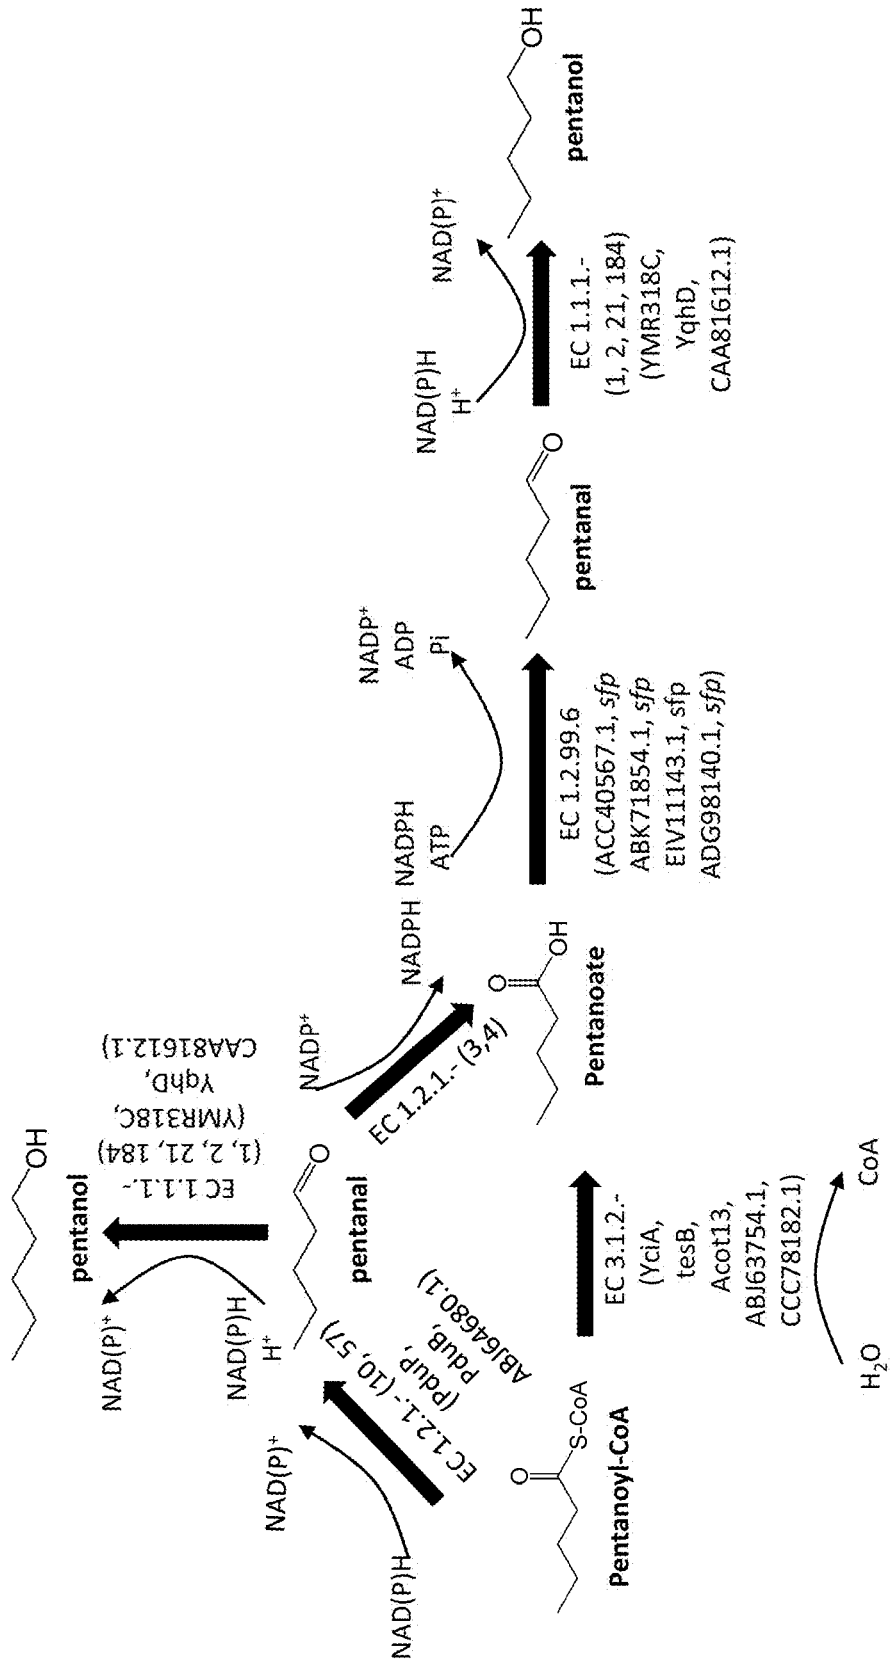 pentanol
OH
EC 1.1.1.-
(1, 2, 21, 184)
(YMR318C,
YqhD,
CAA81612.1)
NAD(P)⁺
NAD(P)H
H⁺
pentanal
O
NADP⁺
NADPH
EC 1.2.1.- (3,4)
NAD(P)⁺
NAD(P)H
EC 1.2.1.- (10, 57)
(PduP,
PduB,
ABJ64680.1)
O
S-CoA
Pentanoyl-CoA
EC 3.1.2.-
(YciA,
tesB,
Acot13,
ABJ63754.1,
CCC78182.1)
H₂O
CoA
O
OH
Pentanoate
NADPH
ATP
NADP⁺
ADP
Pi
EC 1.2.99.6
(ACC40567.1, sfp
ABK71854.1, sfp
EIV11143.1, sfp
ADG98140.1, sfp)
O
pentanal
NAD(P)H
H⁺
NAD(P)⁺
EC 1.1.1.-
(1, 2, 21, 184)
(YMR318C,
YqhD,
CAA81612.1)
OH
pentanol